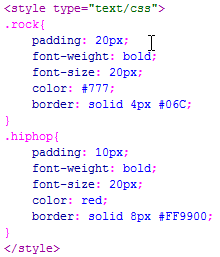 <style type="text/css">
.rock{
    padding: 20px;
    font-weight: bold;
    font-size: 20px;
    color: #777;
    border: solid 4px #06C;
}
.hiphop{
    padding: 10px;
    font-weight: bold;
    font-size: 20px;
    color: red;
    border: solid 8px #FF9900;
}
</style>